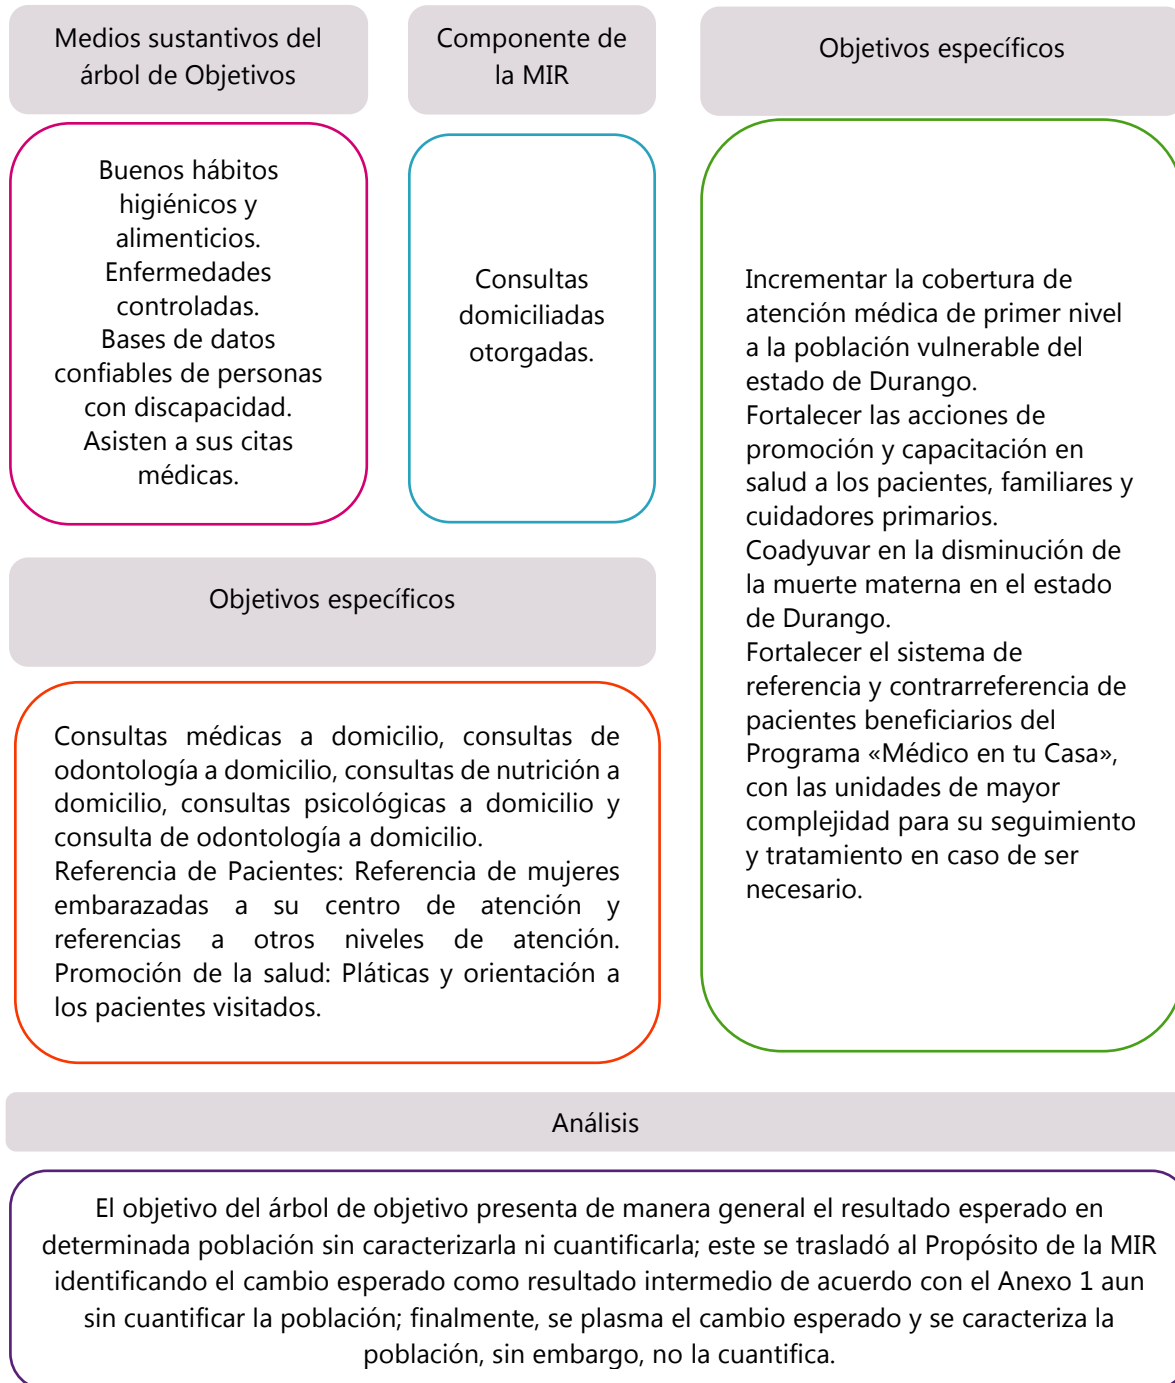 Medios sustantivos del
árbol de Objetivos
Componente de
la MIR
Objetivos específicos
Buenos hábitos
higiénicos y
alimenticios.
Enfermedades
controladas.
Bases de datos
confiables de personas
con discapacidad.
Asisten a sus citas
médicas.
Consultas
domiciliadas
otorgadas.
Incrementar la cobertura de
atención médica de primer nivel
a la población vulnerable del
estado de Durango.
Fortalecer las acciones de
promoción y capacitación en
salud a los pacientes, familiares y
cuidadores primarios.
Coadyuvar en la disminución de
la muerte materna en el estado
de Durango.
Fortalecer el sistema de
referencia y contrarreferencia de
pacientes beneficiarios del
Programa «Médico en tu Casa»,
con las unidades de mayor
complejidad para su seguimiento
y tratamiento en caso de ser
necesario.
Objetivos específicos
Consultas médicas a domicilio, consultas de
odontología a domicilio, consultas de nutrición a
domicilio, consultas psicológicas a domicilio y
consulta de odontología a domicilio.
Referencia de Pacientes: Referencia de mujeres
embarazadas a su centro de atención y
referencias a otros niveles de atención.
Promoción de la salud: Pláticas y orientación a
los pacientes visitados.
Análisis
El objetivo del árbol de objetivo presenta de manera general el resultado esperado en
determinada población sin caracterizarla ni cuantificarla; este se trasladó al Propósito de la MIR
identificando el cambio esperado como resultado intermedio de acuerdo con el Anexo 1 aun
sin cuantificar la población; finalmente, se plasma el cambio esperado y se caracteriza la
población, sin embargo, no la cuantifica.